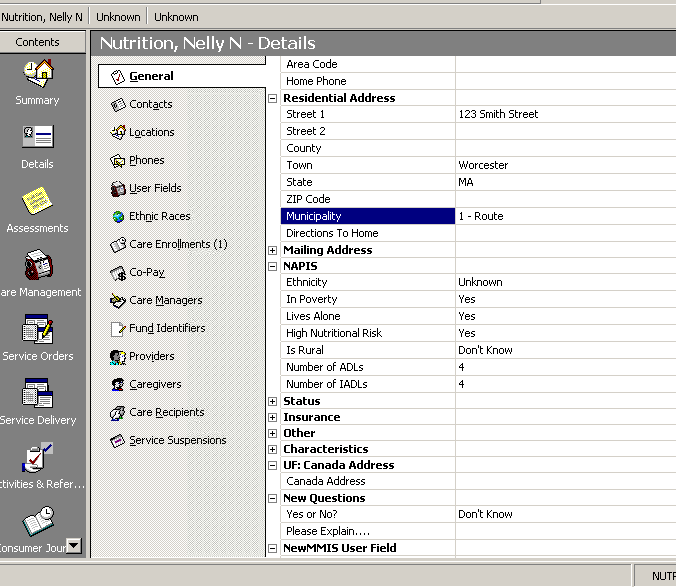 Nutrition, Nelly N Unknown Unknown
Contents
Nutrition, Nelly N - Details
Summary
Details
Assessments
are Management
Service Orders
Service Delivery
ctivities & Refer...
onsumer Jour
General
Contacts
Locations
Phones
User Fields
Ethnic Races
Care Enrollments (1)
Co-Pay
Care Managers
Fund Identifiers
Providers
Caregivers
Care Recipients
Service Suspensions
Area Code
Home Phone
Residential Address
Street 1 123 Smith Street
Street 2
County
Town Worcester
State MA
ZIP Code
Municipality 1 - Route
Directions To Home
Mailing Address
NAPIS
Ethnicity Unknown
In Poverty Yes
Lives Alone Yes
High Nutritional Risk Yes
Is Rural Don't Know
Number of ADLs 4
Number of IADLs 4
Status
Insurance
Other
Characteristics
UF: Canada Address
Canada Address
New Questions
Yes or No? Don't Know
Please Explain....
NewMMIS User Field
NUTR